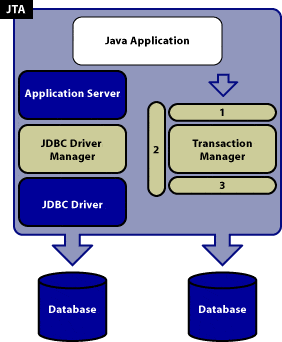 JTA
Java Application
Application Server
1
2
JDBC Driver
Manager
Transaction
Manager
3
JDBC Driver
Database
Database